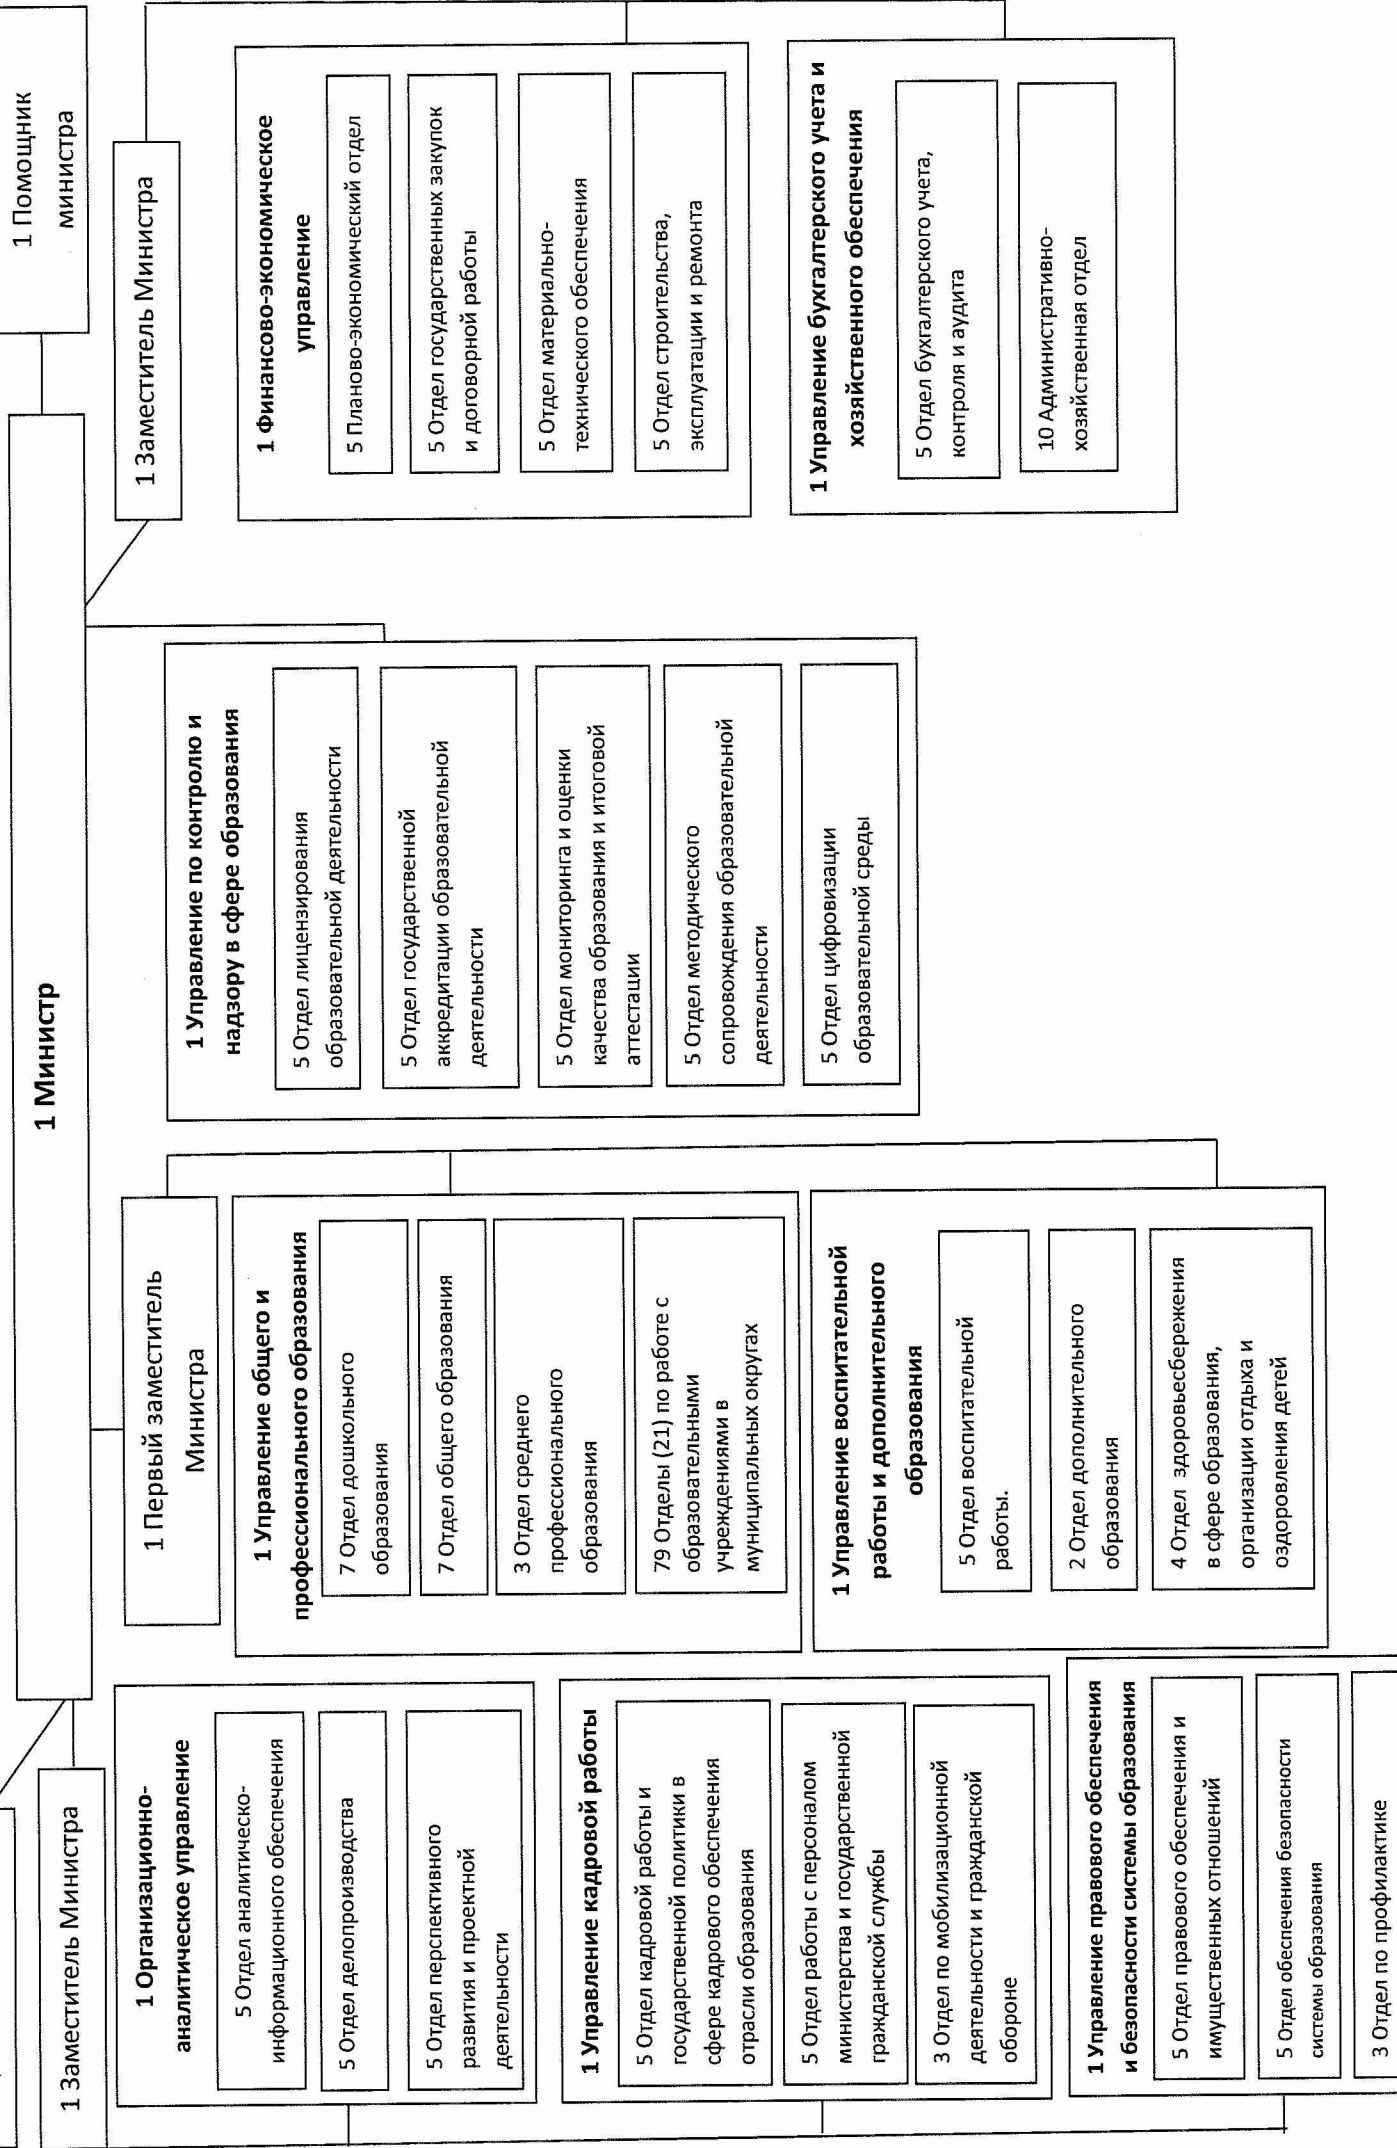 1 Министр
1 Помощник
министра
1 Заместитель Министра
1 Организационно-
аналитическое управление
5 Отдел аналитическо-
информационного обеспечения
5 Отдел делопроизводства
5 Отдел перспективного
развития и проектной
деятельности
1 Управление кадровой работы
5 Отдел кадровой работы и
государственной политики в
сфере кадрового обеспечения
отрасли образования
5 Отдел работы с персоналом
министерства и государственной
гражданской службы
3 Отдел по мобилизационной
деятельности и гражданской
обороне
1 Управление правового обеспечения
и безопасности системы образования
5 Отдел правового обеспечения и
имущественных отношений
5 Отдел обеспечения безопасности
системы образования
3 Отдел по профилактике
1 Первый заместитель
Министра
1 Управление общего и
профессионального образования
7 Отдел дошкольного
образования
7 Отдел общего образования
3 Отдел среднего
профессионального
образования
79 Отделы (21) по работе с
образовательными
учреждениями в
муниципальных округах
1 Управление воспитательной
работы и дополнительного
образования
5 Отдел воспитательной
работы.
2 Отдел дополнительного
образования
4 Отдел здоровьесбережения
в сфере образования,
организации отдыха и
оздоровления детей
1 Управление по контролю и
надзору в сфере образования
5 Отдел лицензирования
образовательной деятельности
5 Отдел государственной
аккредитации образовательной
деятельности
5 Отдел мониторинга и оценки
качества образования и итоговой
аттестации
5 Отдел методического
сопровождения образовательной
деятельности
5 Отдел цифровизации
образовательной среды
1 Заместитель Министра
1 Финансово-экономическое
управление
5 Планово-экономический отдел
5 Отдел государственных закупок
и договорной работы
5 Отдел материально-
технического обеспечения
5 Отдел строительства,
эксплуатации и ремонта
1 Управление бухгалтерского учета и
хозяйственного обеспечения
5 Отдел бухгалтерского учета,
контроля и аудита
10 Административно-
хозяйственная отдел